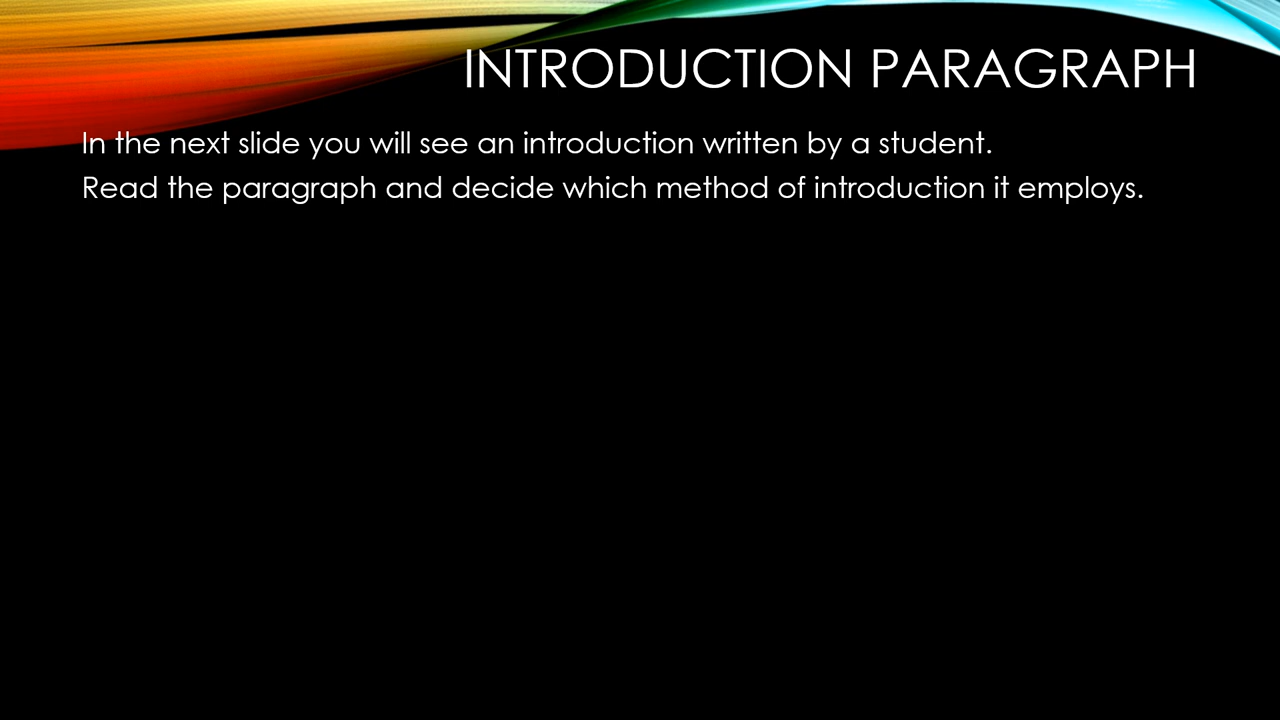 INTRODUCTION PARAGRAPH
In the next slide you will see an introduction written by a student.
Read the paragraph and decide which method of introduction it employs.